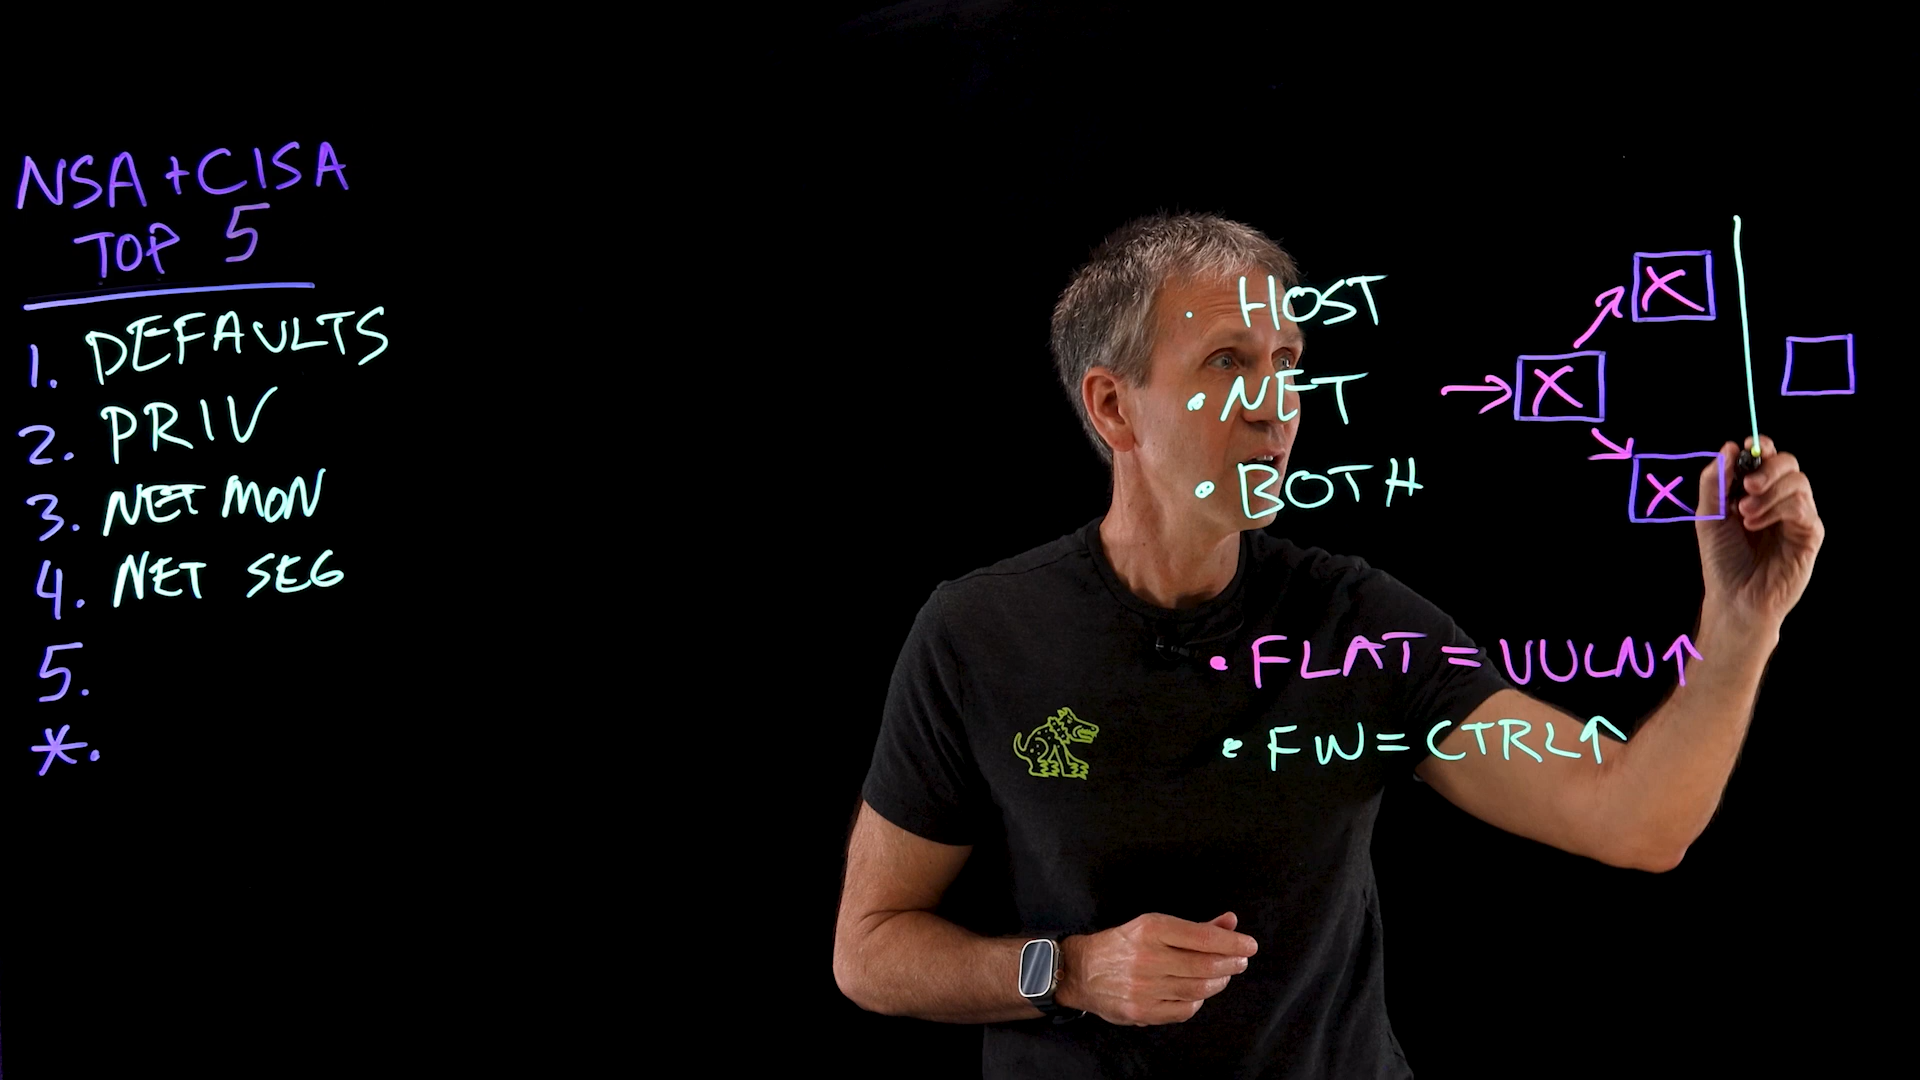 NSA + CISA
TOP 5
1. DEFAULTS
2. PRIV
3. NET MON
4. NET SEG
5.
*.
• HOST
• NET
• BOTH
X
X
X
• FLAT = VULN↑
• FW = CTRL↑